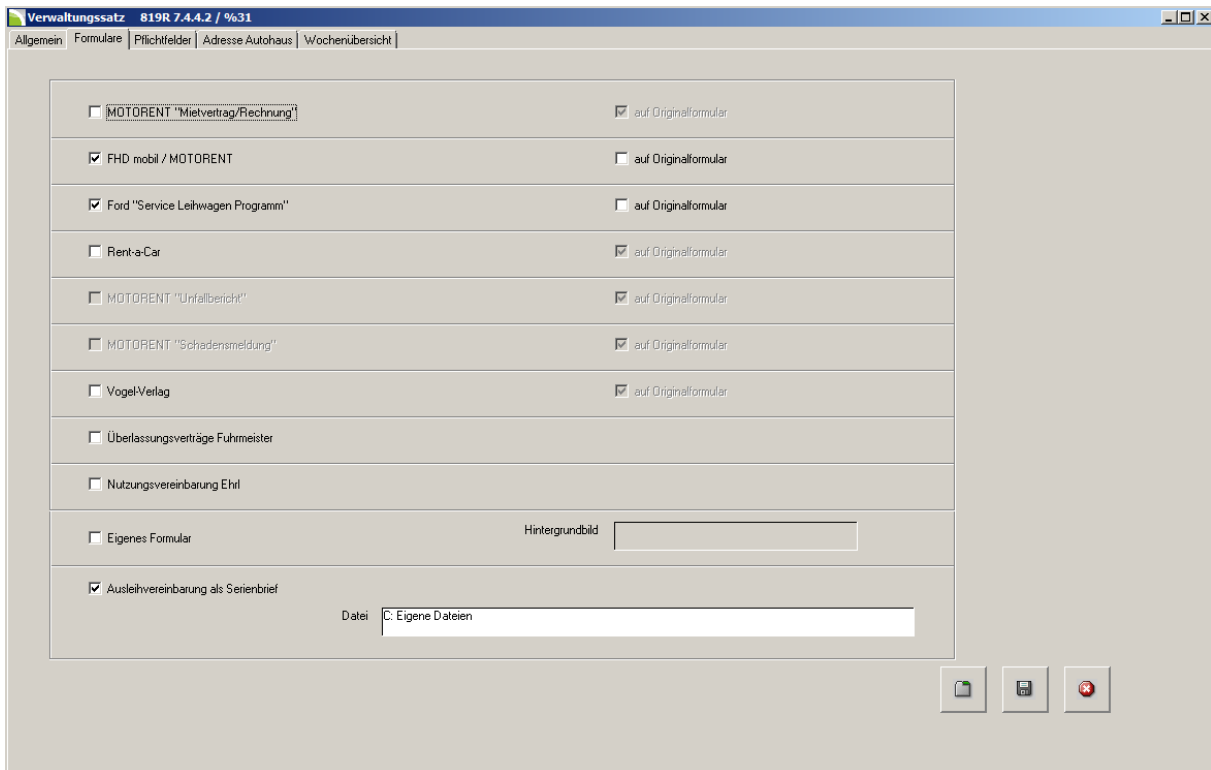 Verwaltungssatz 819R 7.4.4.2 / %31
Allgemein Formulare Pflichtfelder Adresse Autohaus Wochenübersicht
MOTORENT "Mietvertrag/Rechnung" auf Originalformular
FHD mobil / MOTORENT auf Originalformular
Ford "Service Leihwagen Programm" auf Originalformular
Rent-a-Car auf Originalformular
MOTORENT "Unfallbericht" auf Originalformular
MOTORENT "Schadensmeldung" auf Originalformular
Vogel-Verlag auf Originalformular
Überlassungsverträge Fuhrmeister
Nutzungsvereinbarung Ehrl
Eigenes Formular Hintergrundbild
Ausleihvereinbarung als Serienbrief
Datei C: Eigene Dateien